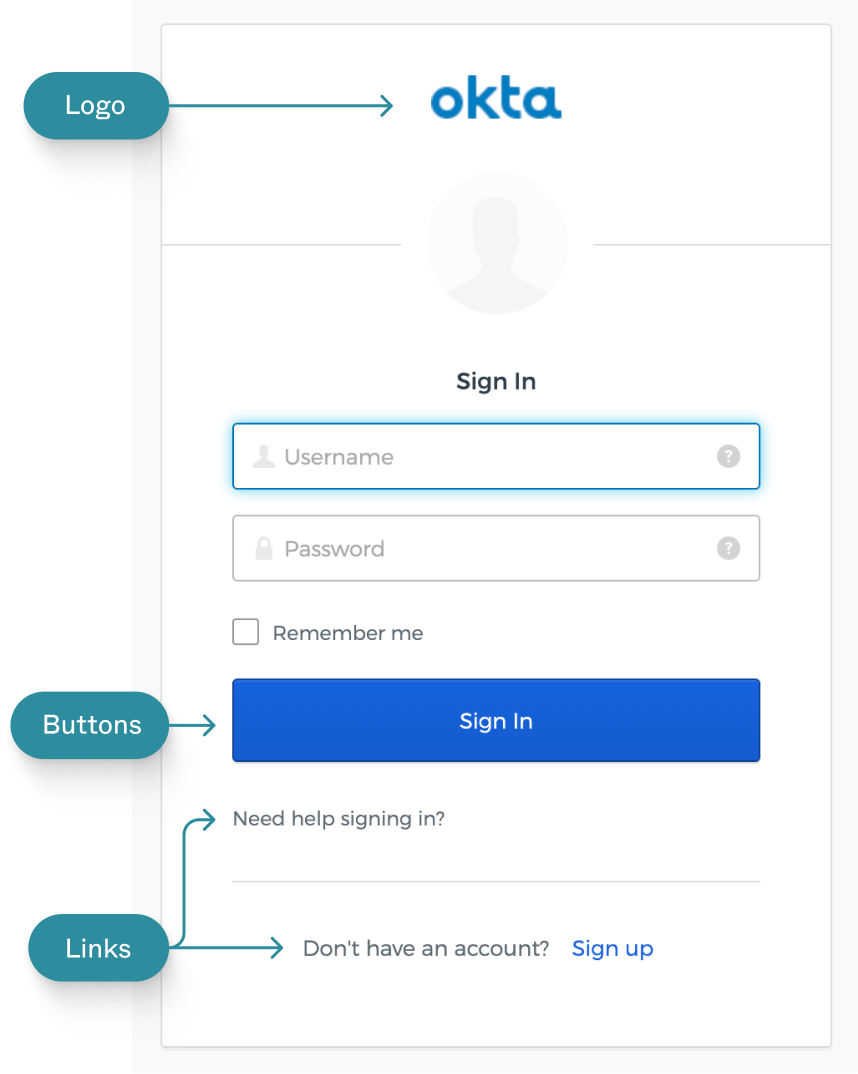 Logo
okta
Sign In
Username ?
Password ?
Remember me
Buttons
Sign In
Need help signing in?
Links
Don't have an account? Sign up